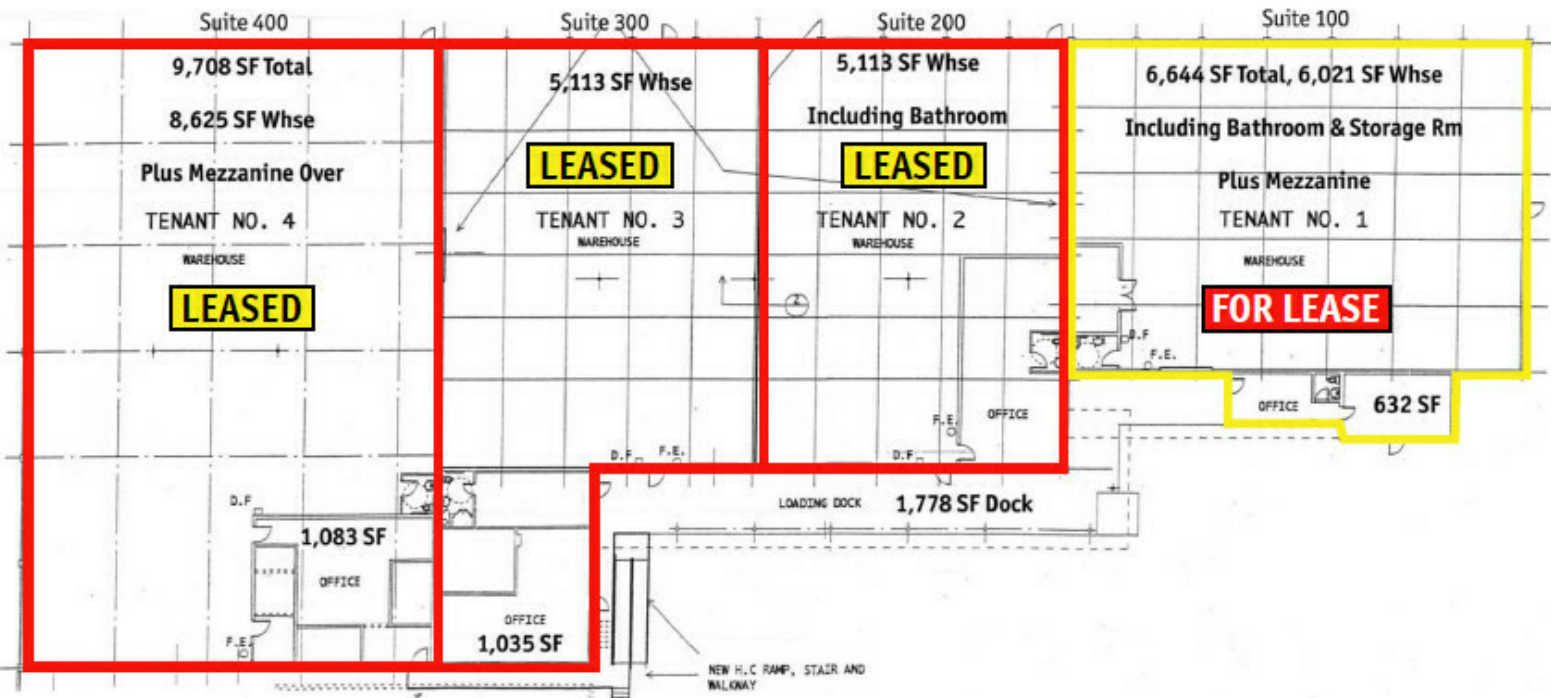 Suite 400
9,708 SF Total
8,625 SF Whse
Plus Mezzanine Over
TENANT NO. 4
WAREHOUSE
LEASED
D.F
1,083 SF
OFFICE
F.E.
Suite 300
5,113 SF Whse
LEASED
TENANT NO. 3
WAREHOUSE
D.F
F.E.
OFFICE
1,035 SF
Suite 200
5,113 SF Whse
Including Bathroom
LEASED
TENANT NO. 2
WAREHOUSE
2
F.E.
OFFICE
D.F
LOADING DOCK
1,778 SF Dock
NEW H.C RAMP, STAIR AND
WALKWAY
Suite 100
6,644 SF Total, 6,021 SF Whse
Including Bathroom & Storage Rm
Plus Mezzanine
TENANT NO. 1
WAREHOUSE
FOR LEASE
D.F
F.E.
OFFICE
632 SF